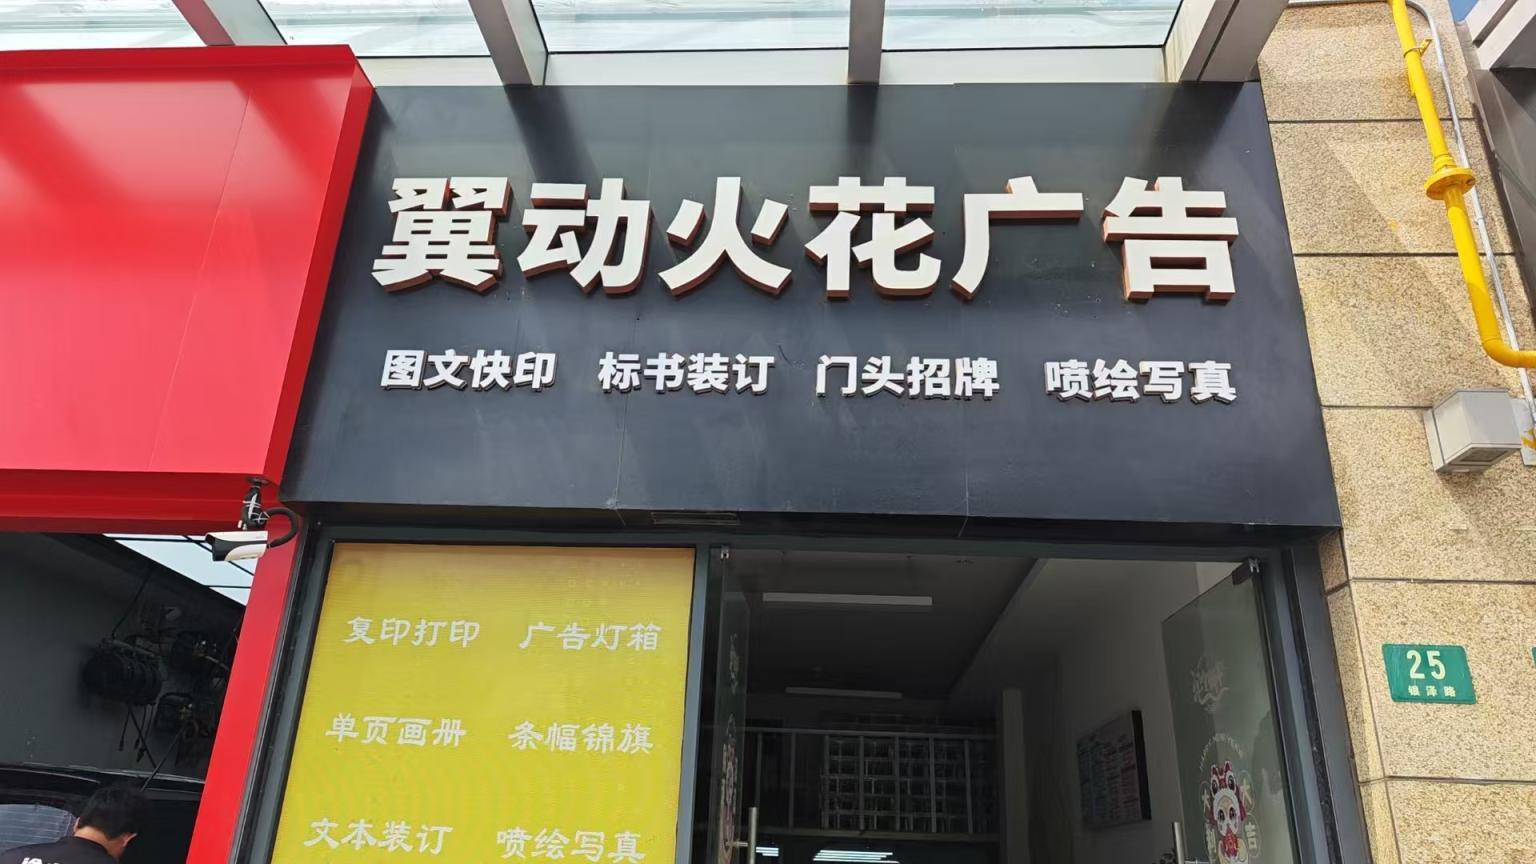 翼动火花广告
图文快印 标书装订 门头招牌 喷绘写真
复印打印 广告灯箱
单页画册 条幅锦旗
文本装订 喷绘写真
25
银泽路
大吉